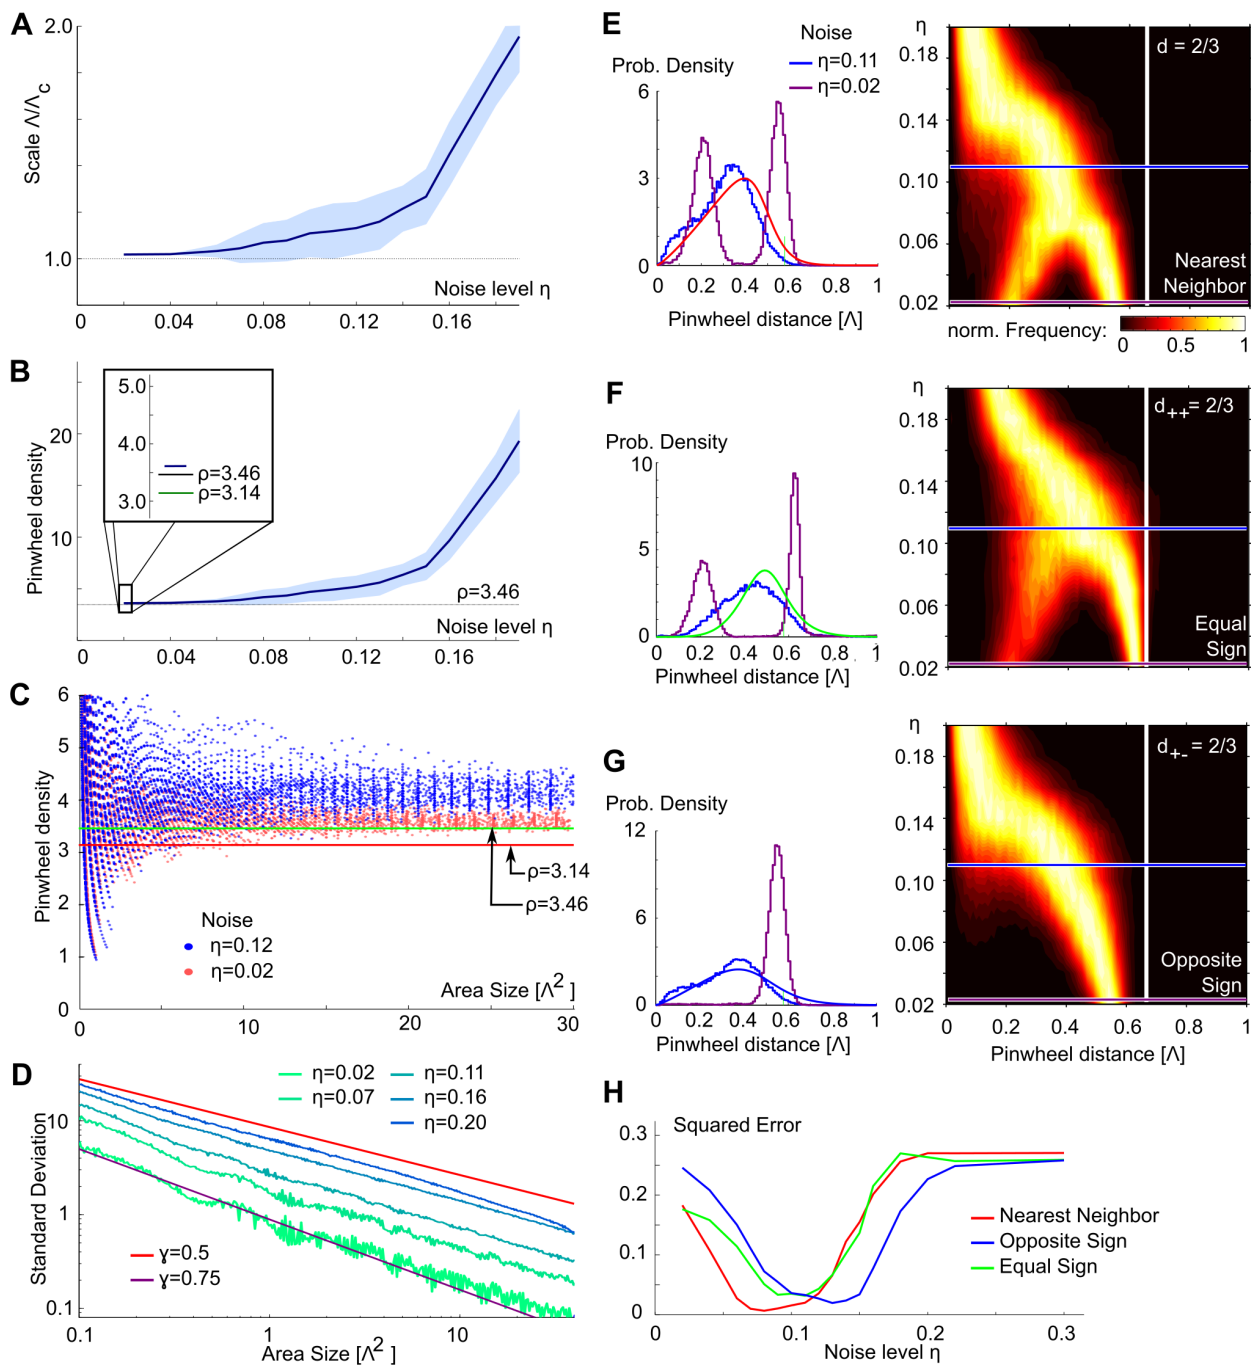 A
2.0
Scale Λ/Λc
1.0
Noise level η
0 0.04 0.08 0.12 0.16
B
5.0
4.0
ρ=3.46
ρ=3.14
3.0
20
Pinwheel density
10
ρ=3.46
Noise level η
0 0.04 0.08 0.12 0.16
C
6
5
4
3
2
1
0
Pinwheel density
ρ=3.14
ρ=3.46
Noise
η=0.12
η=0.02
Area Size [Λ² ]
0 10 20 30
D
10
1
0.1
Standard Deviation
η=0.02
η=0.07
η=0.11
η=0.16
η=0.20
ɣ=0.5
ɣ=0.75
0.1 1 10
Area Size [Λ²]
E
Noise
η=0.11
η=0.02
Prob. Density
6
3
0
0 0.2 0.4 0.6 0.8 1
Pinwheel distance [Λ]
η
0.18
0.14
0.10
0.06
0.02
d = 2/3
Nearest
Neighbor
norm. Frequency:
0 0.5 1
F
Prob. Density
10
5
0
0 0.2 0.4 0.6 0.8 1
Pinwheel distance [Λ]
η
0.18
0.14
0.10
0.06
0.02
d++ = 2/3
Equal
Sign
G
Prob. Density
12
6
0
0 0.2 0.4 0.6 0.8 1
Pinwheel distance [Λ]
η
0.18
0.14
0.10
0.06
0.02
d+- = 2/3
Opposite
Sign
0 0.2 0.4 0.6 0.8 1
Pinwheel distance [Λ]
H
Squared Error
0.3
0.2
0.1
0
Nearest Neighbor
Opposite Sign
Equal Sign
0 0.1 0.2 0.3
Noise level η